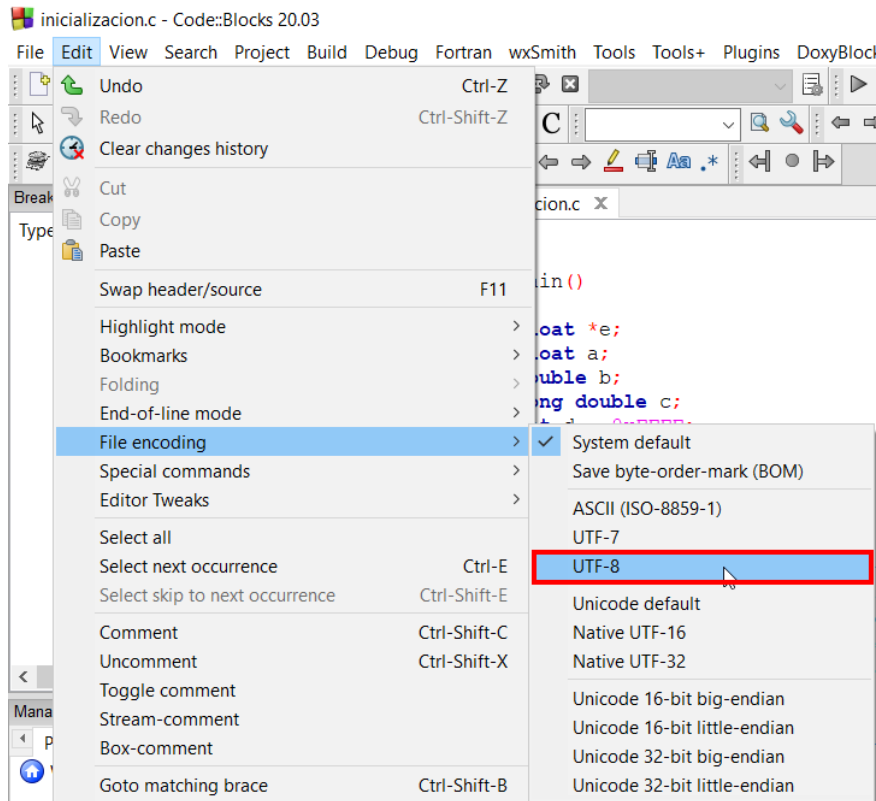 inicializacion.c - Code::Blocks 20.03
File Edit View Search Project Build Debug Fortran wxSmith Tools Tools+ Plugins DoxyBlock
Undo Ctrl-Z
Redo Ctrl-Shift-Z
Clear changes history
Cut
Copy
Paste
Swap header/source F11
Highlight mode
Bookmarks
Folding
End-of-line mode
File encoding
Special commands
Editor Tweaks
Select all
Select next occurrence Ctrl-E
Select skip to next occurrence Ctrl-Shift-E
Comment Ctrl-Shift-C
Uncomment Ctrl-Shift-X
Toggle comment
Stream-comment
Box-comment
Goto matching brace Ctrl-Shift-B
C
Aa .*
Break
Type
cion.c
in()
oat *e;
oat a;
uble b;
ng double c;
System default
Save byte-order-mark (BOM)
ASCII (ISO-8859-1)
UTF-7
UTF-8
Unicode default
Native UTF-16
Native UTF-32
Unicode 16-bit big-endian
Unicode 16-bit little-endian
Unicode 32-bit big-endian
Unicode 32-bit little-endian
Mana